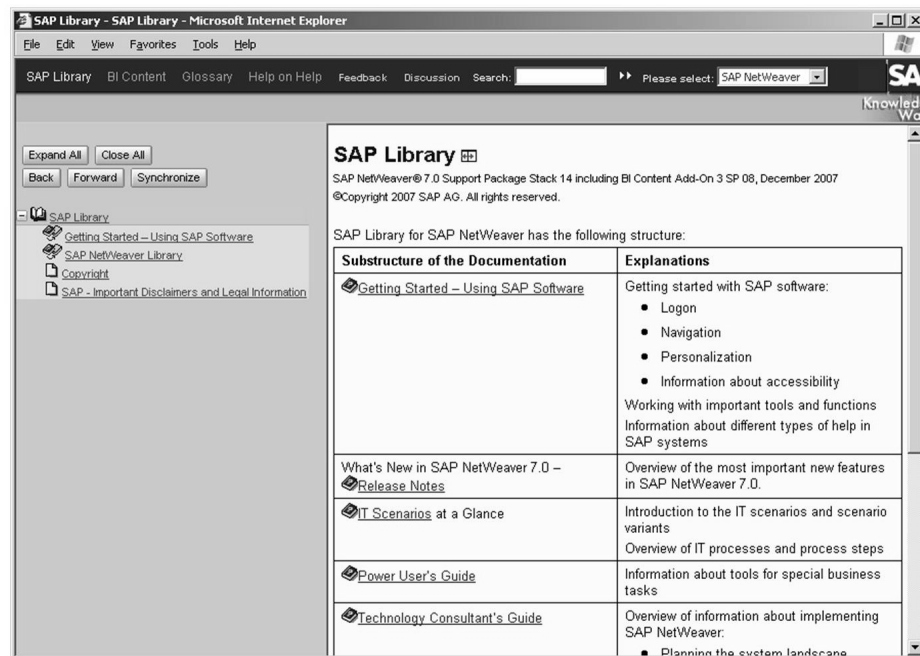 SAP Library - SAP Library - Microsoft Internet Explorer
File Edit View Favorites Tools Help
SAP Library BI Content Glossary Help on Help Feedback Discussion Search: Please select: SAP NetWeaver
SA
Knowled
Wa
Expand All Close All
Back Forward Synchronize
SAP Library
Getting Started – Using SAP Software
SAP NetWeaver Library
Copyright
SAP - Important Disclaimers and Legal Information
SAP Library
SAP NetWeaver® 7.0 Support Package Stack 14 including BI Content Add-On 3 SP 08, December 2007
©Copyright 2007 SAP AG. All rights reserved.
SAP Library for SAP NetWeaver has the following structure:
Substructure of the Documentation Explanations
Getting Started – Using SAP Software
Getting started with SAP software:
• Logon
• Navigation
• Personalization
• Information about accessibility
Working with important tools and functions
Information about different types of help in
SAP systems
What's New in SAP NetWeaver 7.0 –
Release Notes
Overview of the most important new features
in SAP NetWeaver 7.0.
IT Scenarios at a Glance
Introduction to the IT scenarios and scenario
variants
Overview of IT processes and process steps
Power User's Guide
Information about tools for special business
tasks
Technology Consultant's Guide
Overview of information about implementing
SAP NetWeaver:
• Planning the system landscape